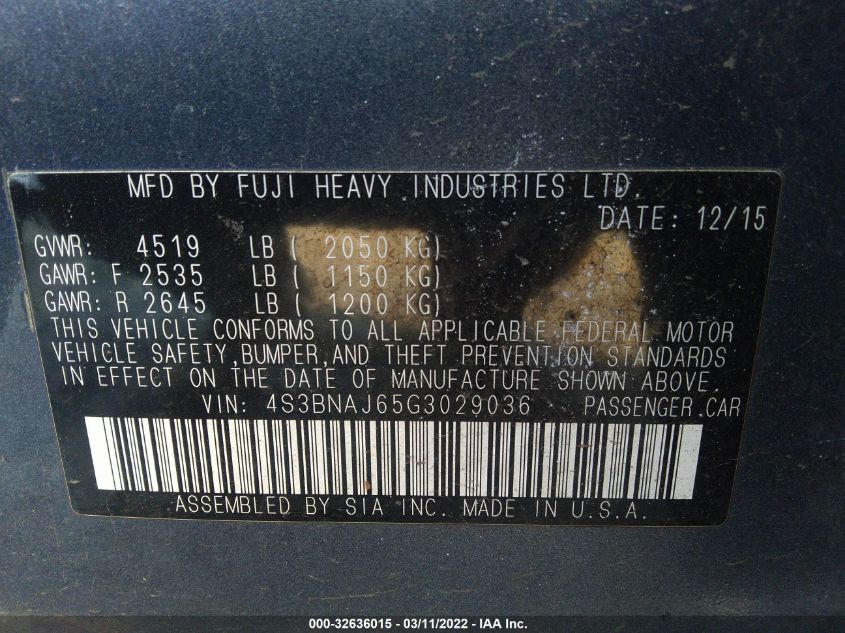 MFD BY FUJI HEAVY INDUSTRIES LTD.
DATE: 12/15
GVWR: 4519 LB ( 2050 KG)
GAWR: F 2535 LB ( 1150 KG)
GAWR: R 2645 LB ( 1200 KG)
THIS VEHICLE CONFORMS TO ALL APPLICABLE FEDERAL MOTOR
VEHICLE SAFETY,BUMPER,AND THEFT PREVENTION STANDARDS
IN EFFECT ON THE DATE OF MANUFACTURE SHOWN ABOVE.
VIN: 4S3BNAJ65G3029036 PASSENGER.CAR
ASSEMBLED BY SIA INC. MADE IN U.S.A.
000-32636015 - 03/11/2022 - IAA Inc.